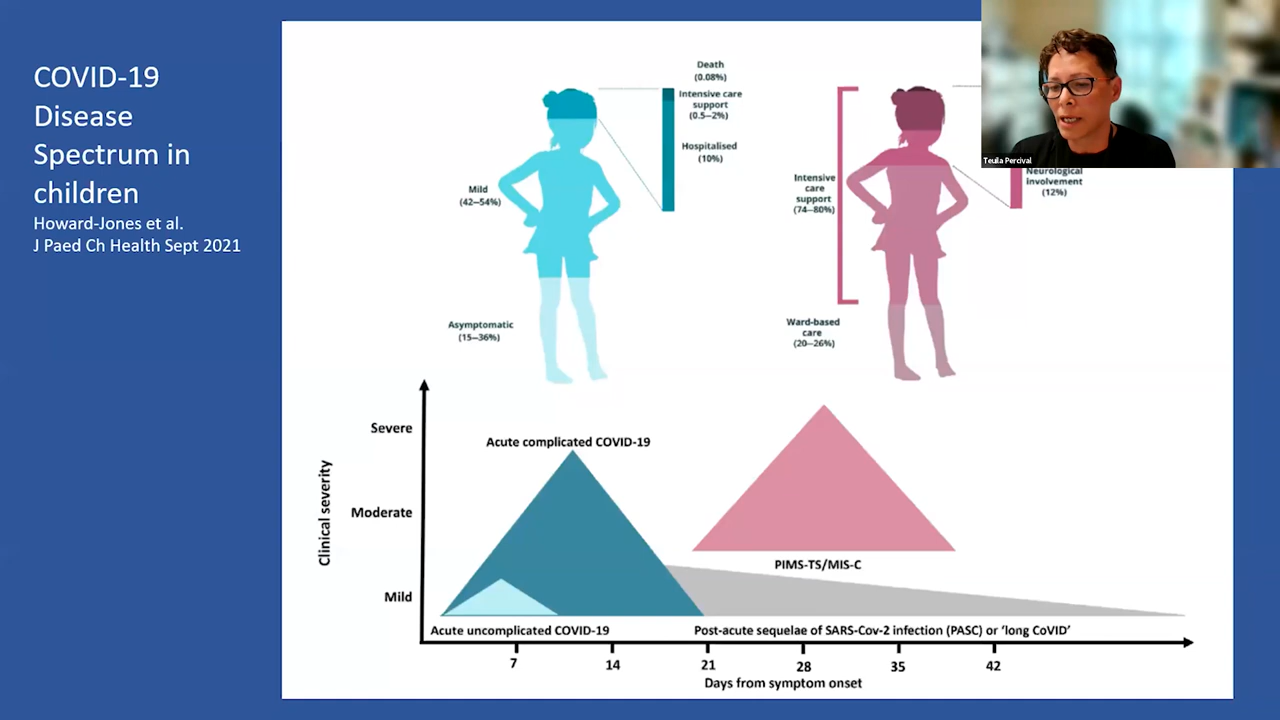 COVID-19
Disease
Spectrum in
children
Howard-Jones et al.
J Paed Ch Health Sept 2021
Death
(0.08%)
Intensive care
support
(0.5–2%)
Hospitalised
(10%)
Mild
(42–54%)
Asymptomatic
(15–36%)
Intensive
care
support
(74–80%)
Ward-based
care
(20–26%)
Teuila Percival
Neurological
involvement
(12%)
Clinical severity
Severe
Moderate
Mild
Acute complicated COVID-19
PIMS-TS/MIS-C
Acute uncomplicated COVID-19
Post-acute sequelae of SARS-Cov-2 infection (PASC) or ‘long CoVID’
7
14
21
28
35
42
Days from symptom onset